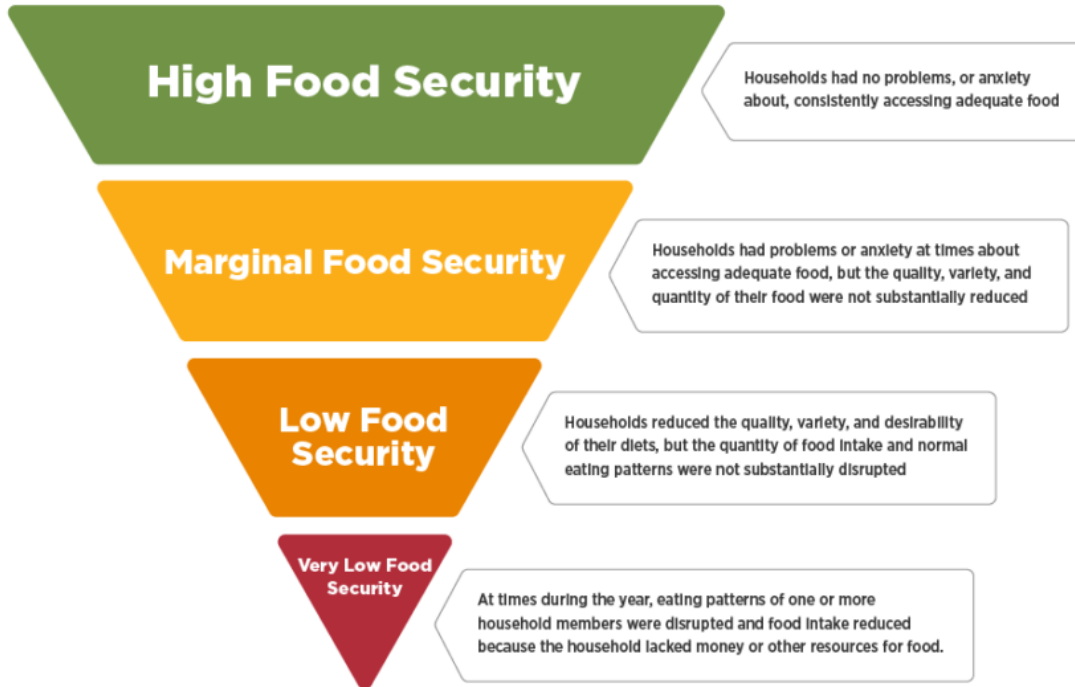 High Food Security
Households had no problems, or anxiety
about, consistently accessing adequate food
Marginal Food Security
Households had problems or anxiety at times about
accessing adequate food, but the quality, variety, and
quantity of their food were not substantially reduced
Low Food
Security
Households reduced the quality, variety, and desirability
of their diets, but the quantity of food intake and normal
eating patterns were not substantially disrupted
Very Low Food
Security
At times during the year, eating patterns of one or more
household members were disrupted and food intake reduced
because the household lacked money or other resources for food.